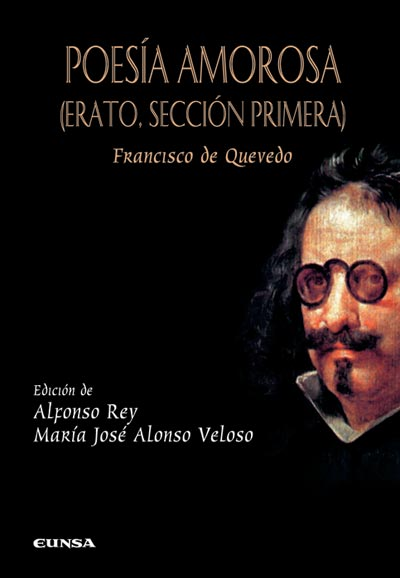 POESÍA AMOROSA
(ERATO, SECCIÓN PRIMERA)
Francisco de Quevedo
Edición de
Alfonso Rey
María José Alonso Veloso
EUNSA